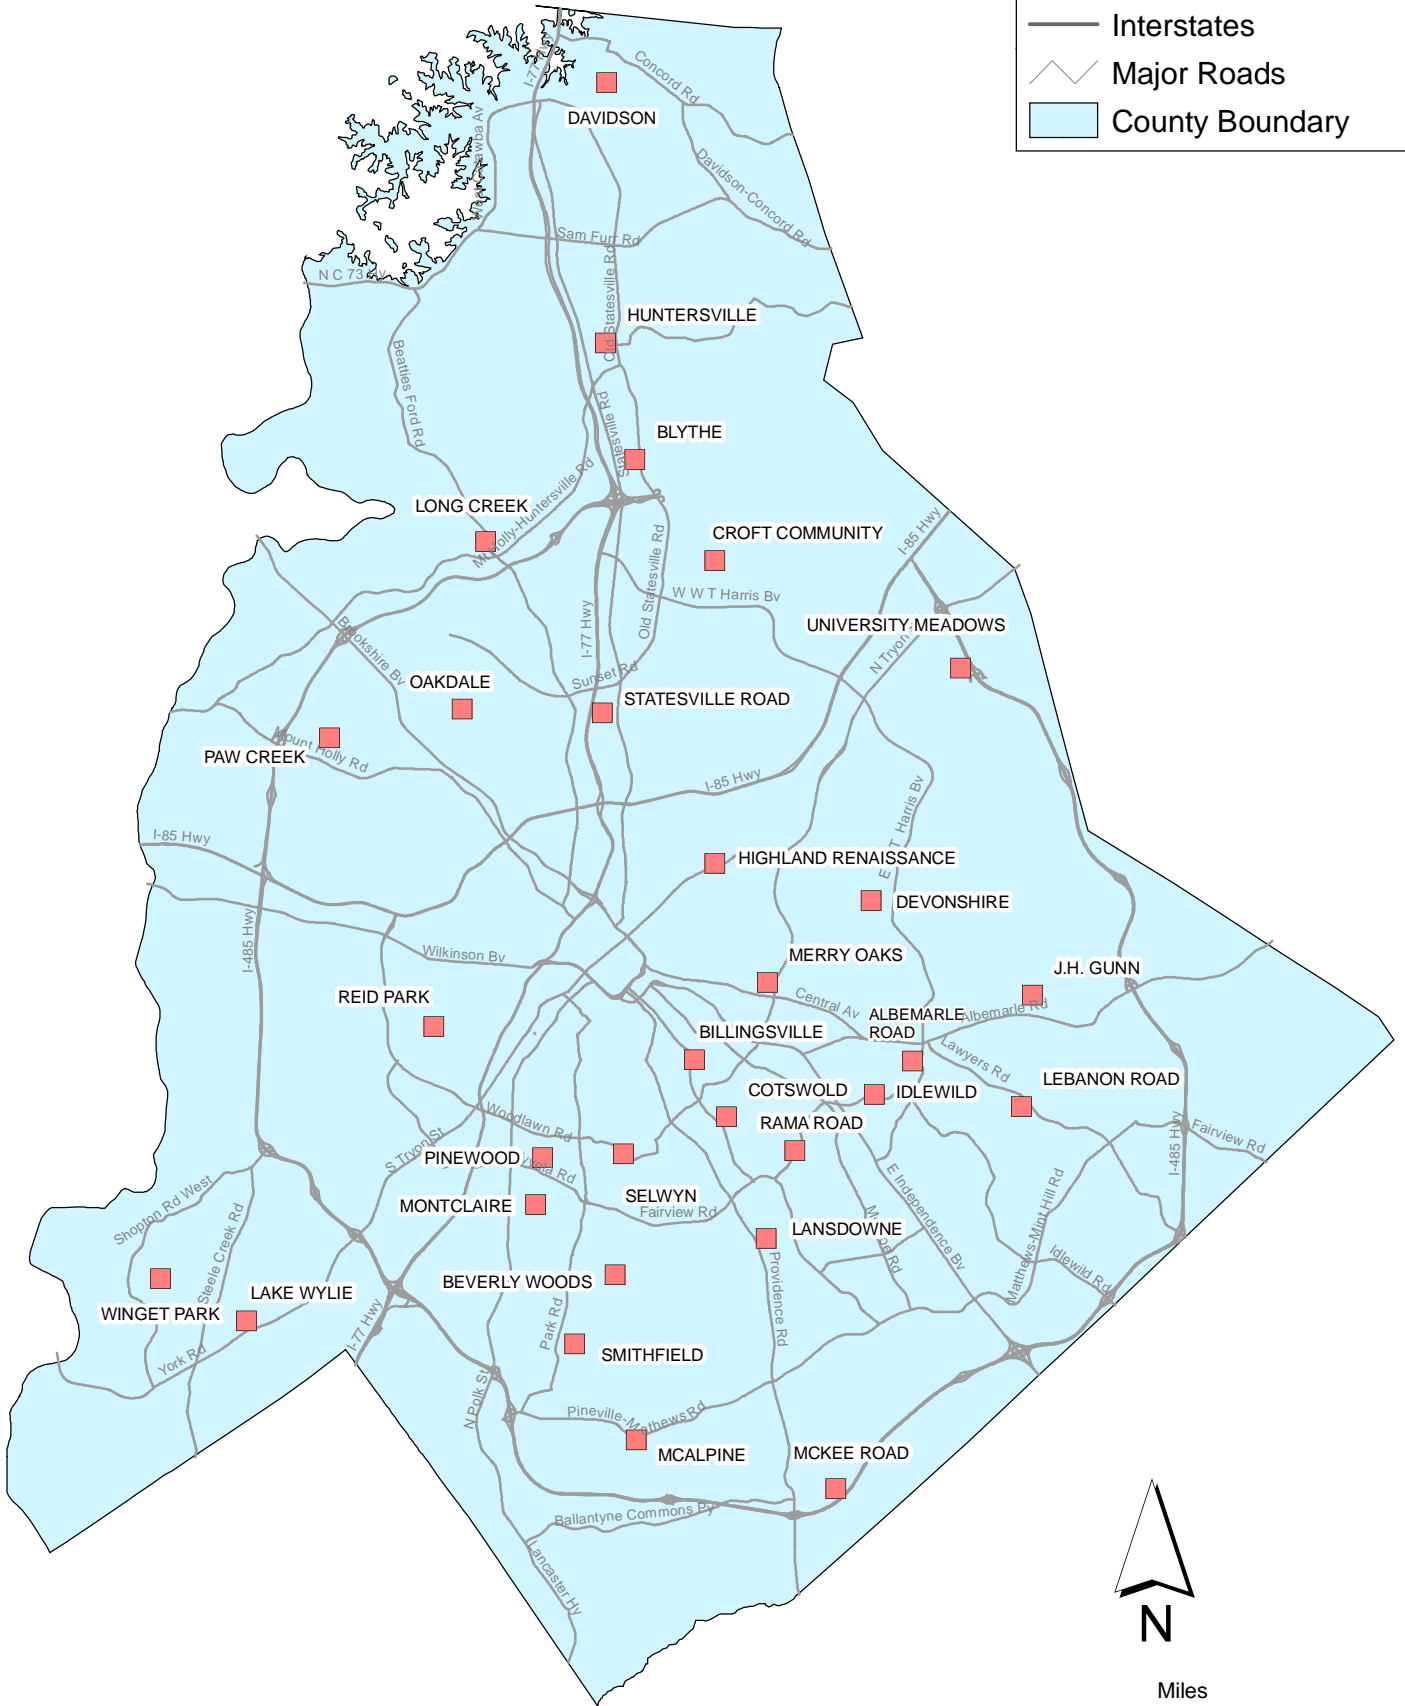 Interstates
Major Roads
County Boundary
I-77 Hwy
Concord Rd
DAVIDSON
Davidson-Concord Rd
Sam Furr Rd
N C 73 Hy
Old Statesville Rd
HUNTERSVILLE
Beatties Ford Rd
Statesville Rd
BLYTHE
Mt Holly-Huntersville Rd
LONG CREEK
CROFT COMMUNITY
I-85 Hwy
Old Statesville Rd
W W T Harris Bv
I-77 Hwy
UNIVERSITY MEADOWS
N Tryon
Brookshire Bv
Sunset Rd
OAKDALE
STATESVILLE ROAD
Mount Holly Rd
PAW CREEK
I-85 Hwy
I-85 Hwy
E T Harris Bv
HIGHLAND RENAISSANCE
DEVONSHIRE
I-485 Hwy
Wilkinson Bv
MERRY OAKS
J.H. GUNN
REID PARK
Central Av
ALBEMARLE
ROAD
Albemarle Rd
BILLINGSVILLE
Lawyers Rd
LEBANON ROAD
COTSWOLD
IDLEWILD
RAMA ROAD
Woodlawn Rd
Fairview Rd
I-485 Hwy
S Tryon St
PINEWOOD
MONTCLAIRE
SELWYN
Fairview Rd
E Independence Bv
Matthews-Mint Hill Rd
Shopton Rd West
Steele Creek Rd
LANSDOWNE
Idlewild Rd
BEVERLY WOODS
Providence Rd
LAKE WYLIE
WINGET PARK
I-77 Hwy
Park Rd
York Rd
SMITHFIELD
N Polk St
Pineville-Mathews Rd
MCALPINE
MCKEE ROAD
Ballantyne Commons Py
Lancaster Hy
N
Miles